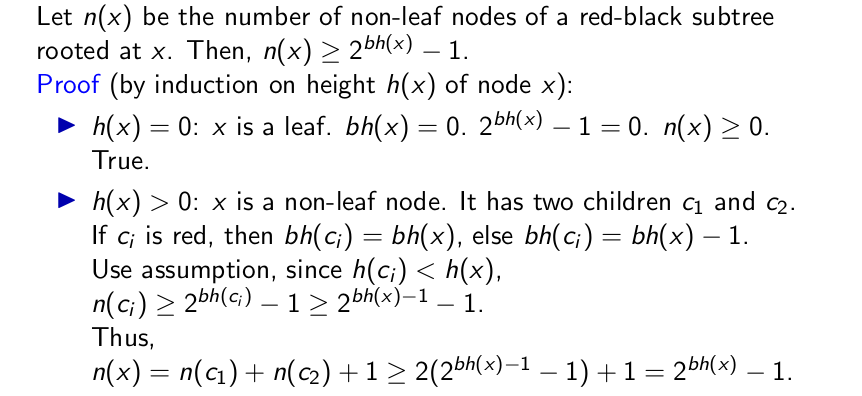 Let n(x) be the number of non-leaf nodes of a red-black subtree
rooted at x. Then, n(x) ≥ 2^{bh(x)} − 1.
Proof (by induction on height h(x) of node x):
▶ h(x) = 0: x is a leaf. bh(x) = 0. 2^{bh(x)} − 1 = 0. n(x) ≥ 0.
True.
▶ h(x) > 0: x is a non-leaf node. It has two children c₁ and c₂.
If cᵢ is red, then bh(cᵢ) = bh(x), else bh(cᵢ) = bh(x) − 1.
Use assumption, since h(cᵢ) < h(x),
n(cᵢ) ≥ 2^{bh(cᵢ)} − 1 ≥ 2^{bh(x)−1} − 1.
Thus,
n(x) = n(c₁) + n(c₂) + 1 ≥ 2(2^{bh(x)−1} − 1) + 1 = 2^{bh(x)} − 1.